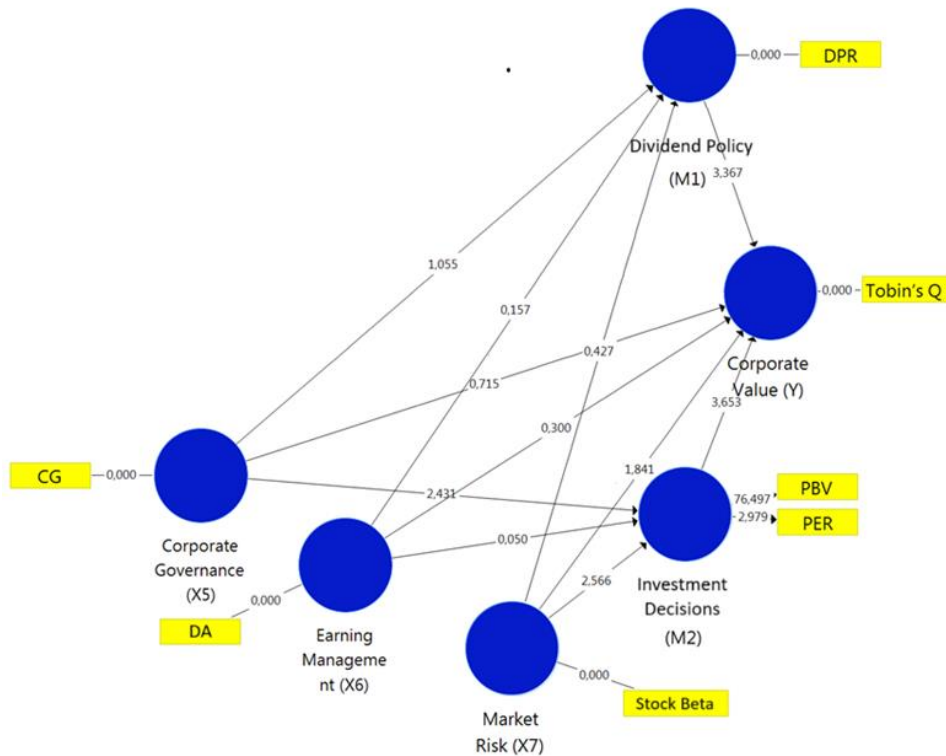 0,000
DPR
Dividend Policy
(M1)
3,367
1,055
0,157
0,000
Tobin's Q
0,427
Corporate
Value (Y)
0,715
3,653
0,300
1,841
CG
0,000
2,431
76,497
PBV
2,979
PER
0,050
Corporate
Governance
(X5)
2,566
Investment
Decisions
(M2)
0,000
DA
Earning
Manageme
nt (X6)
0,000
Stock Beta
Market
Risk (X7)